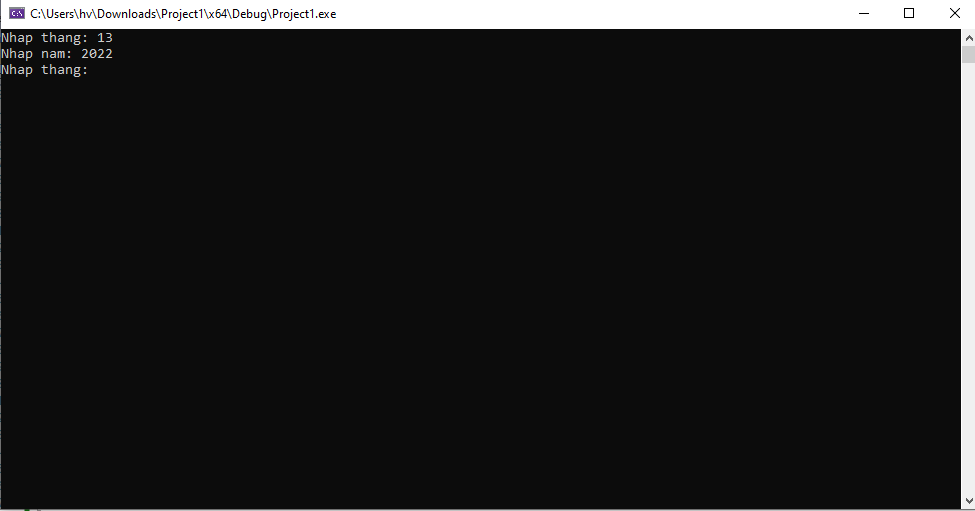 C:\Users\hv\Downloads\Project1\x64\Debug\Project1.exe
Nhap thang: 13
Nhap nam: 2022
Nhap thang: